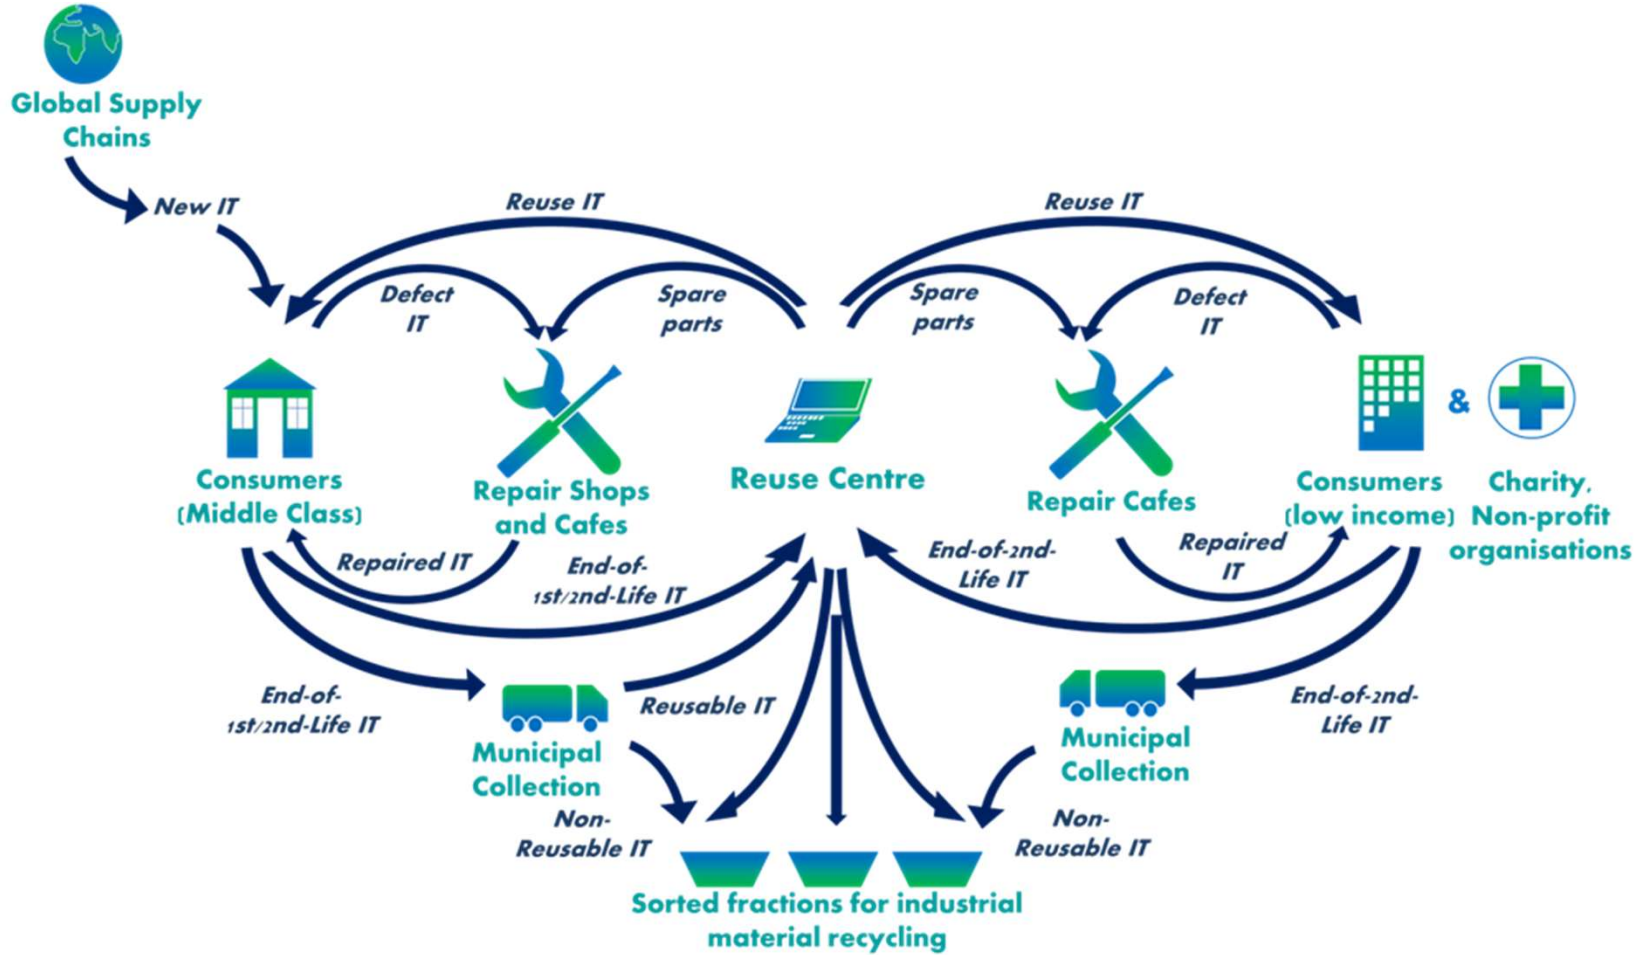 Global Supply
Chains
New IT
Reuse IT
Reuse IT
Defect
IT
Spare
parts
Spare
parts
Defect
IT
Consumers
(Middle Class)
Repair Shops
and Cafes
Reuse Centre
Repair Cafes
Consumers
(low income)
&
Charity,
Non-profit
organisations
Repaired IT
End-of-
1st/2nd-Life IT
End-of-2nd-
Life IT
Repaired
IT
End-of-
1st/2nd-Life IT
Reusable IT
End-of-2nd-
Life IT
Municipal
Collection
Municipal
Collection
Non-
Reusable IT
Non-
Reusable IT
Sorted fractions for industrial
material recycling